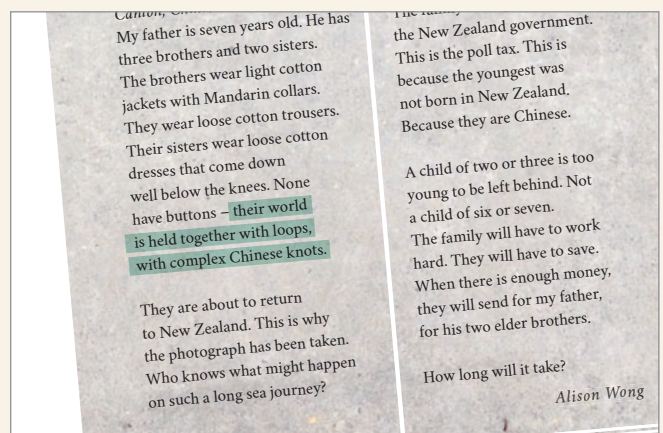 Canton, 
My father is seven years old. He has
three brothers and two sisters.
The brothers wear light cotton
jackets with Mandarin collars.
They wear loose cotton trousers.
Their sisters wear loose cotton
dresses that come down
well below the knees. None
have buttons – their world
is held together with loops,
with complex Chinese knots.

They are about to return
to New Zealand. This is why
the photograph has been taken.
Who knows what might happen
on such a long sea journey?

the New Zealand government.
This is the poll tax. This is
because the youngest was
not born in New Zealand.
Because they are Chinese.

A child of two or three is too
young to be left behind. Not
a child of six or seven.
The family will have to work
hard. They will have to save.
When there is enough money,
they will send for my father,
for his two elder brothers.

How long will it take?
Alison Wong